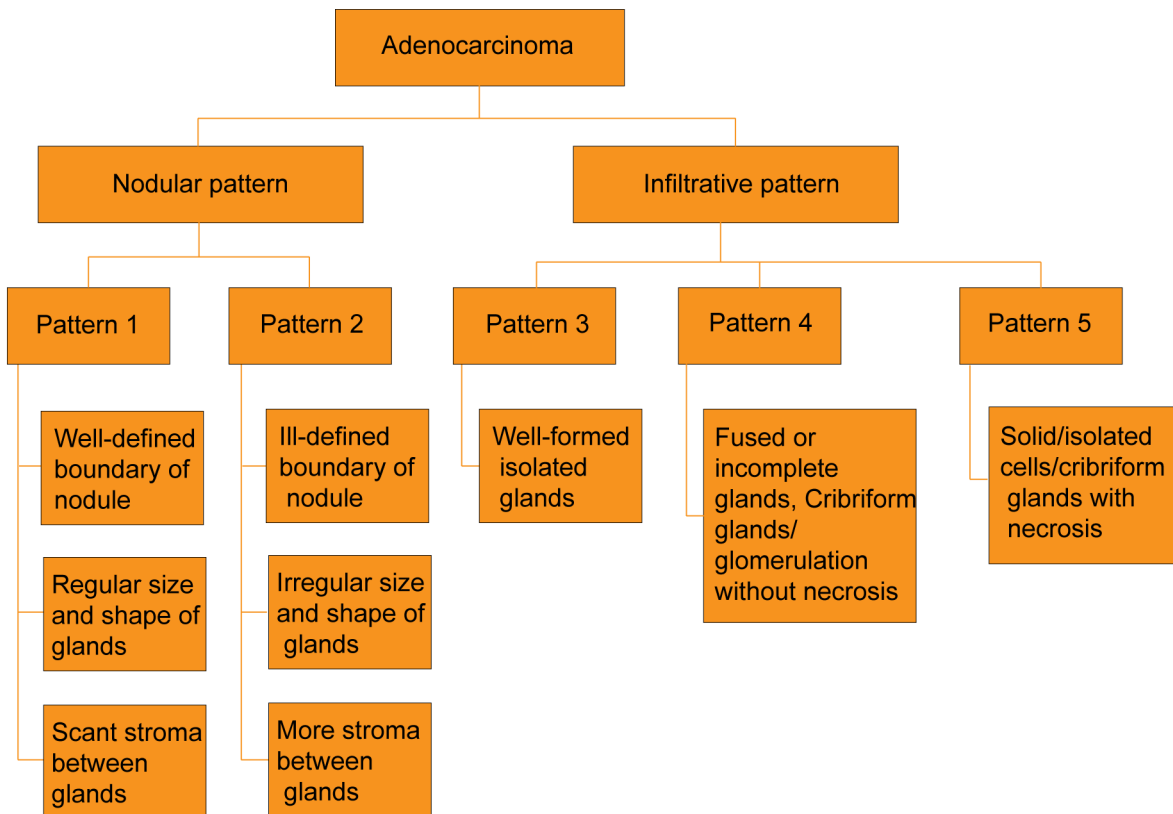 Adenocarcinoma
Nodular pattern
Infiltrative pattern
Pattern 1
Pattern 2
Pattern 3
Pattern 4
Pattern 5
Well-defined
boundary of
nodule
Regular size
and shape of
glands
Scant stroma
between
glands
Ill-defined
boundary of
nodule
Irregular size
and shape of
glands
More stroma
between
glands
Well-formed
isolated
glands
Fused or
incomplete
glands, Cribriform
glands/
glomerulation
without necrosis
Solid/isolated
cells/cribriform
glands with
necrosis